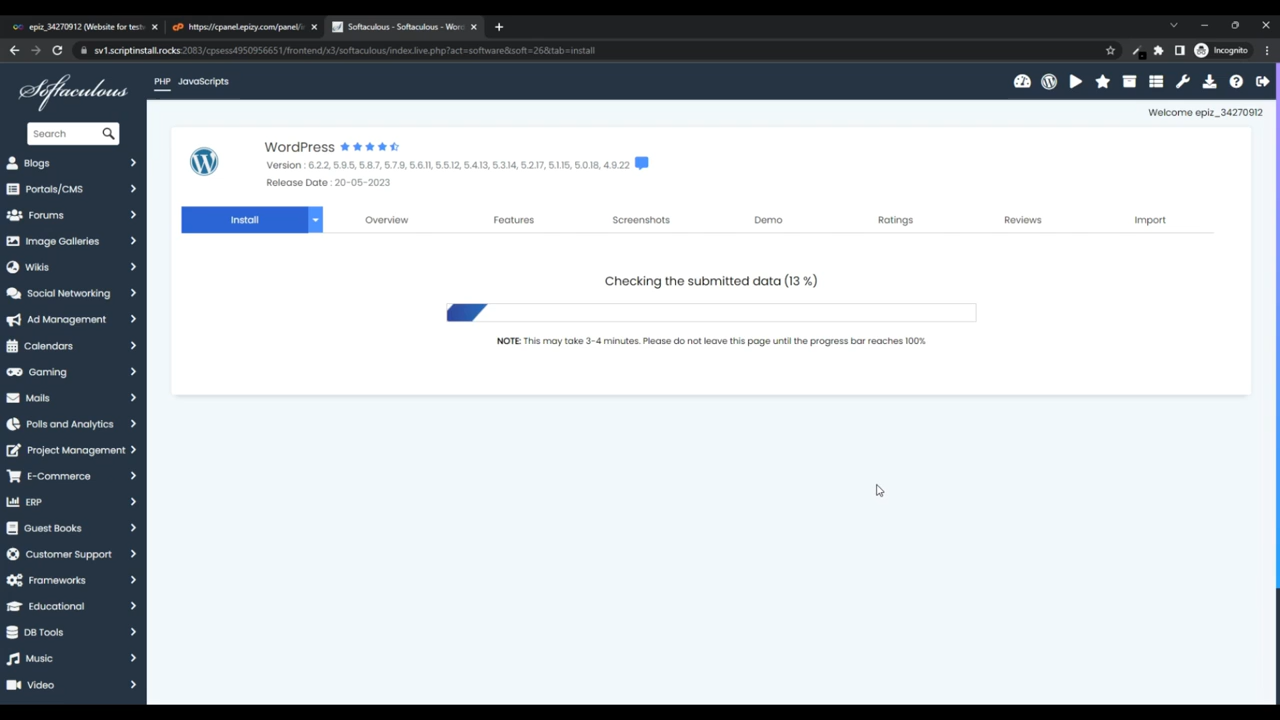 epiz_34270912 (Website for test
https://cpanel.epizy.com/panel/
Softaculous - Softaculous - Wor
sv1.scriptinstall.rocks:2083/cpsess4950956651/frontend/x3/softaculous/index.live.php?act=software&soft=26&tab=install
Incognito
Softaculous
PHP JavaScripts
Welcome epiz_34270912
Search
Blogs
Portals/CMS
Forums
Image Galleries
Wikis
Social Networking
Ad Management
Calendars
Gaming
Mails
Polls and Analytics
Project Management
E-Commerce
ERP
Guest Books
Customer Support
Frameworks
Educational
DB Tools
Music
Video
WordPress
Version : 6.2.2, 5.9.5, 5.8.7, 5.7.9, 5.6.11, 5.5.12, 5.4.13, 5.3.14, 5.2.17, 5.1.15, 5.0.18, 4.9.22
Release Date : 20-05-2023
Install Overview Features Screenshots Demo Ratings Reviews Import
Checking the submitted data (13 %)
NOTE: This may take 3-4 minutes. Please do not leave this page until the progress bar reaches 100%